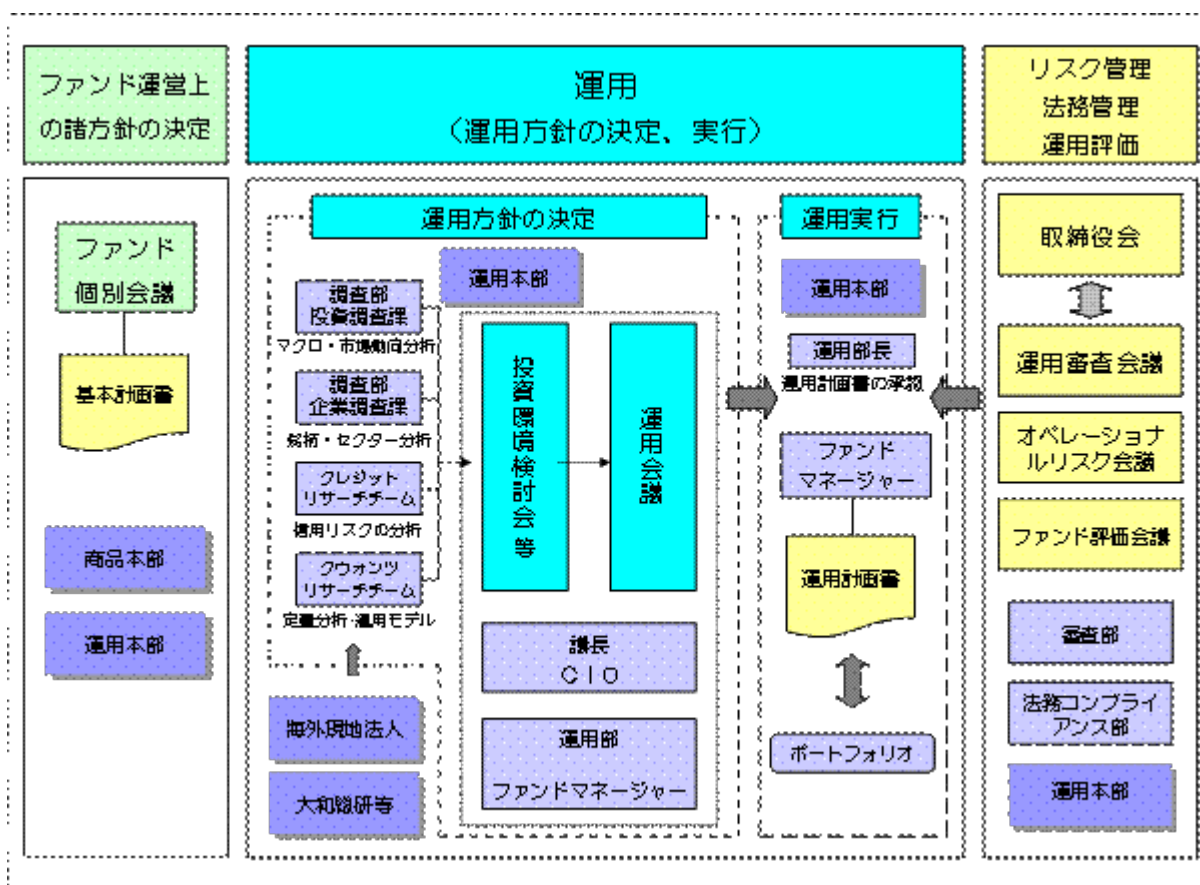 ファンド運営上
の諸方針の決定
運用
（運用方針の決定、実行）
リスク管理
法務管理
運用評価
ファンド
個別会議
基本計画書
商品本部
運用本部
運用方針の決定
運用本部
調査部
投資調査課
マクロ・市場動向分析
調査部
企業調査課
銘柄・セクター分析
クレジット
リサーチチーム
信用リスクの分析
クウォンツ
リサーチチーム
定量分析・運用モデル
海外現地法人
大和総研等
投資環境検討会等
運用会議
議長
ＣＩＯ
運用部
ファンドマネージャー
運用実行
運用本部
運用部長
運用計画書の承認
ファンド
マネージャー
運用計画書
ポートフォリオ
取締役会
運用審査会議
オペレーショナ
ルリスク会議
ファンド評価会議
審査部
法務コンプライ
アンス部
運用本部